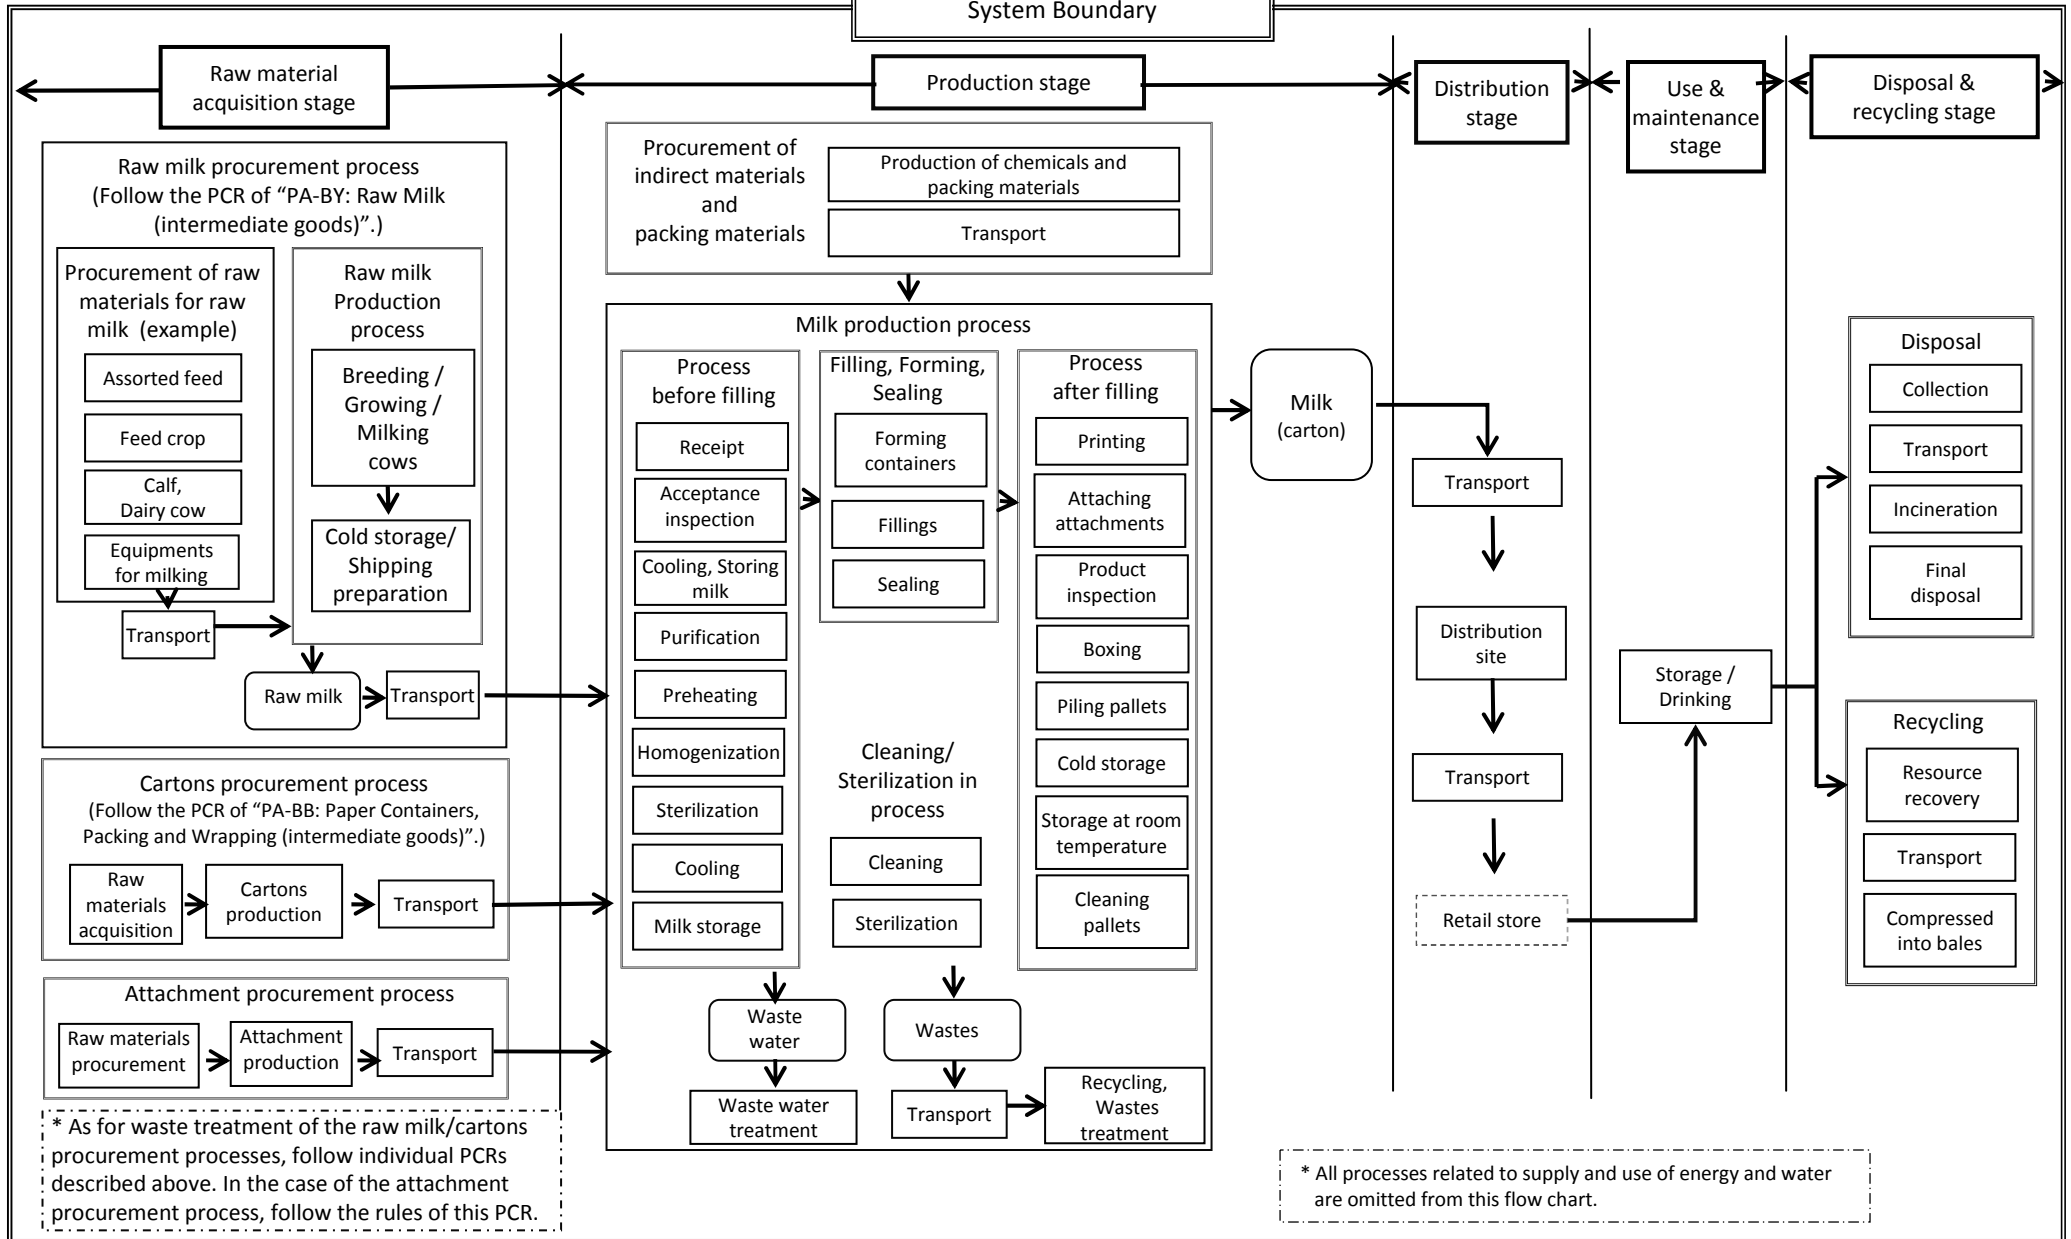 System Boundary
Raw material
acquisition stage
Production stage
Distribution
stage
Use &
maintenance
stage
Disposal &
recycling stage
Raw milk procurement process
(Follow the PCR of “PA-BY: Raw Milk
(intermediate goods)”.)
Procurement of raw
materials for raw
milk (example)
Assorted feed
Feed crop
Calf,
Dairy cow
Equipments
for milking
Transport
Raw milk
Production
process
Breeding /
Growing /
Milking
cows
Cold storage/
Shipping
preparation
Raw milk
Transport
Cartons procurement process
(Follow the PCR of “PA-BB: Paper Containers,
Packing and Wrapping (intermediate goods)”.)
Raw
materials
acquisition
Cartons
production
Transport
Attachment procurement process
Raw materials
procurement
Attachment
production
Transport
* As for waste treatment of the raw milk/cartons
procurement processes, follow individual PCRs
described above. In the case of the attachment
procurement process, follow the rules of this PCR.
Procurement of
indirect materials
and
packing materials
Production of chemicals and
packing materials
Transport
Milk production process
Process
before filling
Receipt
Acceptance
inspection
Cooling, Storing
milk
Purification
Preheating
Homogenization
Sterilization
Cooling
Milk storage
Filling, Forming,
Sealing
Forming
containers
Fillings
Sealing
Cleaning/
Sterilization in
process
Cleaning
Sterilization
Process
after filling
Printing
Attaching
attachments
Product
inspection
Boxing
Piling pallets
Cold storage
Storage at room
temperature
Cleaning
pallets
Waste
water
Waste water
treatment
Wastes
Transport
Recycling,
Wastes
treatment
Milk
(carton)
Transport
Distribution
site
Transport
Retail store
Storage /
Drinking
Disposal
Collection
Transport
Incineration
Final
disposal
Recycling
Resource
recovery
Transport
Compressed
into bales
* All processes related to supply and use of energy and water
are omitted from this flow chart.